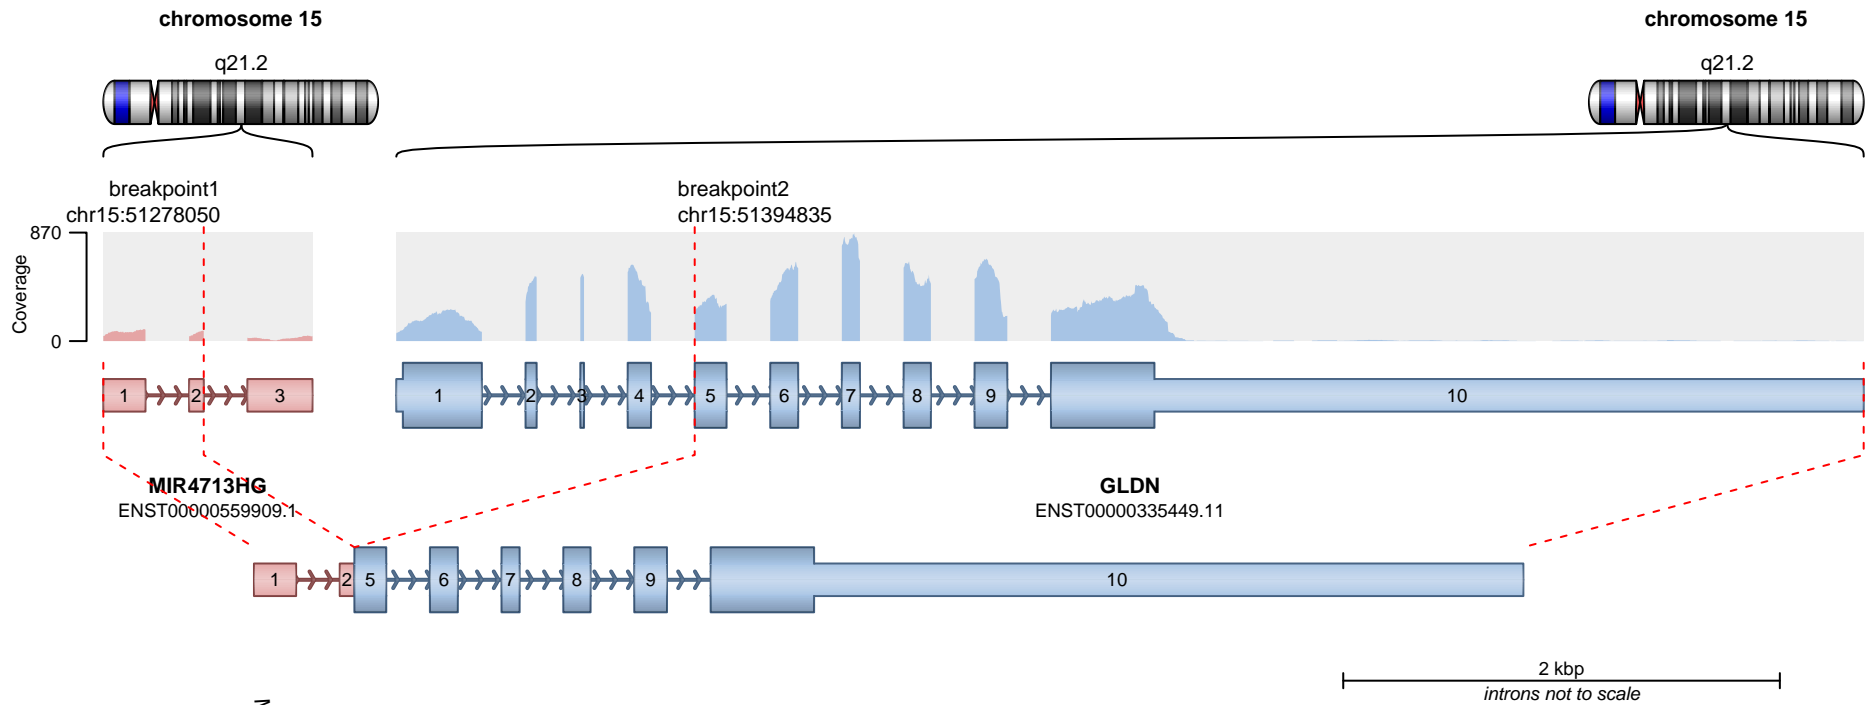 chromosome 15
chromosome 15
q21.2
q21.2
breakpoint1
chr15:51278050
breakpoint2
chr15:51394835
870
0
Coverage
1
2
3
1
2
3
4
5
6
7
8
9
10
MIR4713HG
ENST00000559909.1
GLDN
ENST00000335449.11
1
2
5
6
7
8
9
10
2 kbp
introns not to scale